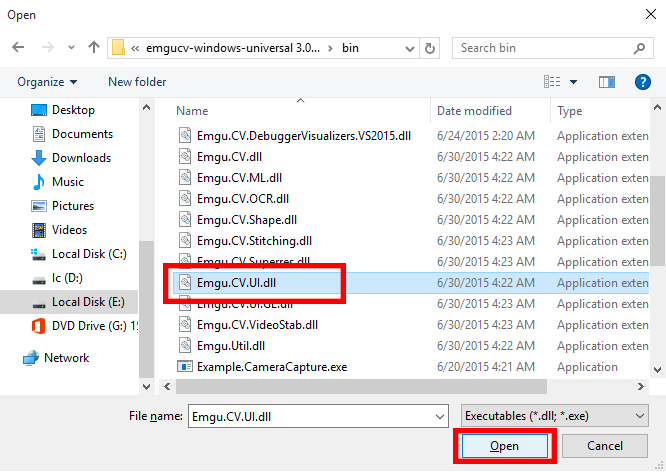 Open
« emgucv-windows-universal 3.0... > bin
Search bin
Organize
New folder
Name
Date modified
Type
Desktop
Documents
Downloads
Music
Pictures
Videos
Local Disk (C:)
Ic (D:)
Local Disk (E:)
DVD Drive (G:) 15
Network
Emgu.CV.DebuggerVisualizers.VS2015.dll 6/24/2015 2:20 AM Application exten
Emgu.CV.dll 6/30/2015 4:22 AM Application exten
Emgu.CV.ML.dll 6/30/2015 4:22 AM Application exten
Emgu.CV.OCR.dll 6/30/2015 4:22 AM Application exten
Emgu.CV.Shape.dll 6/30/2015 4:22 AM Application exten
Emgu.CV.Stitching.dll 6/30/2015 4:23 AM Application exten
Emgu.CV.Superres.dll 6/30/2015 4:23 AM Application exten
Emgu.CV.UI.dll 6/30/2015 4:22 AM Application exten
Emgu.CV.UI.GL.dll 6/30/2015 4:23 AM Application exten
Emgu.CV.VideoStab.dll 6/30/2015 4:23 AM Application exten
Emgu.Util.dll 6/30/2015 4:22 AM Application exten
Example.CameraCapture.exe 6/20/2015 4:21 AM Application
File name: Emgu.CV.UI.dll
Executables (*.dll; *.exe)
Open
Cancel